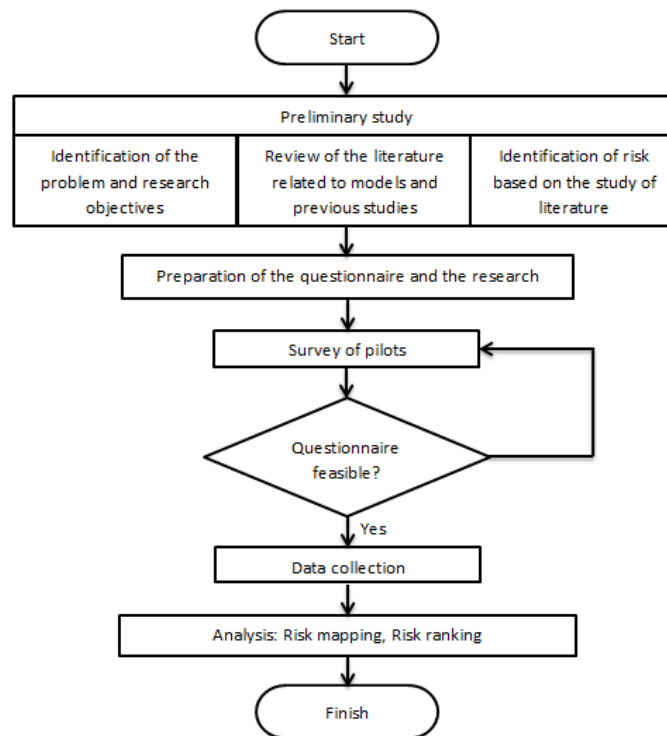 Start
Preliminary study
Identification of the
problem and research
objectives
Review of the literature
related to models and
previous studies
Identification of risk
based on the study of
literature
Preparation of the questionnaire and the research
Survey of pilots
Questionnaire
feasible?
Yes
Data collection
Analysis: Risk mapping, Risk ranking
Finish